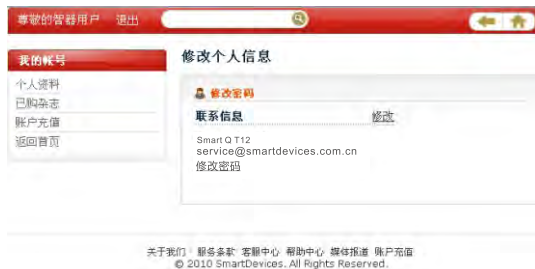 尊敬的智器用户 退出
我的帐号
个人资料
已购杂志
账户充值
返回首页
修改个人信息
修改密码
联系信息 修改
Smart Q T12
service@smartdevices.com.cn
修改密码
关于我们 服务条款 客服中心 帮助中心 媒体报道 账户充值
© 2010 SmartDevices. All Rights Reserved.